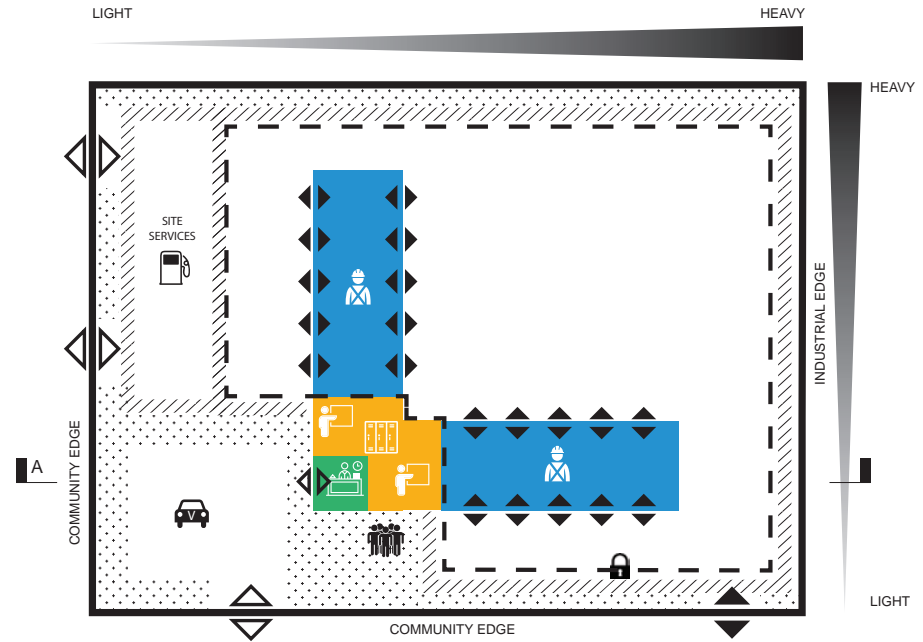 LIGHT
HEAVY
HEAVY
SITE
SERVICES
INDUSTRIAL EDGE
COMMUNITY EDGE
A
V
LIGHT
COMMUNITY EDGE